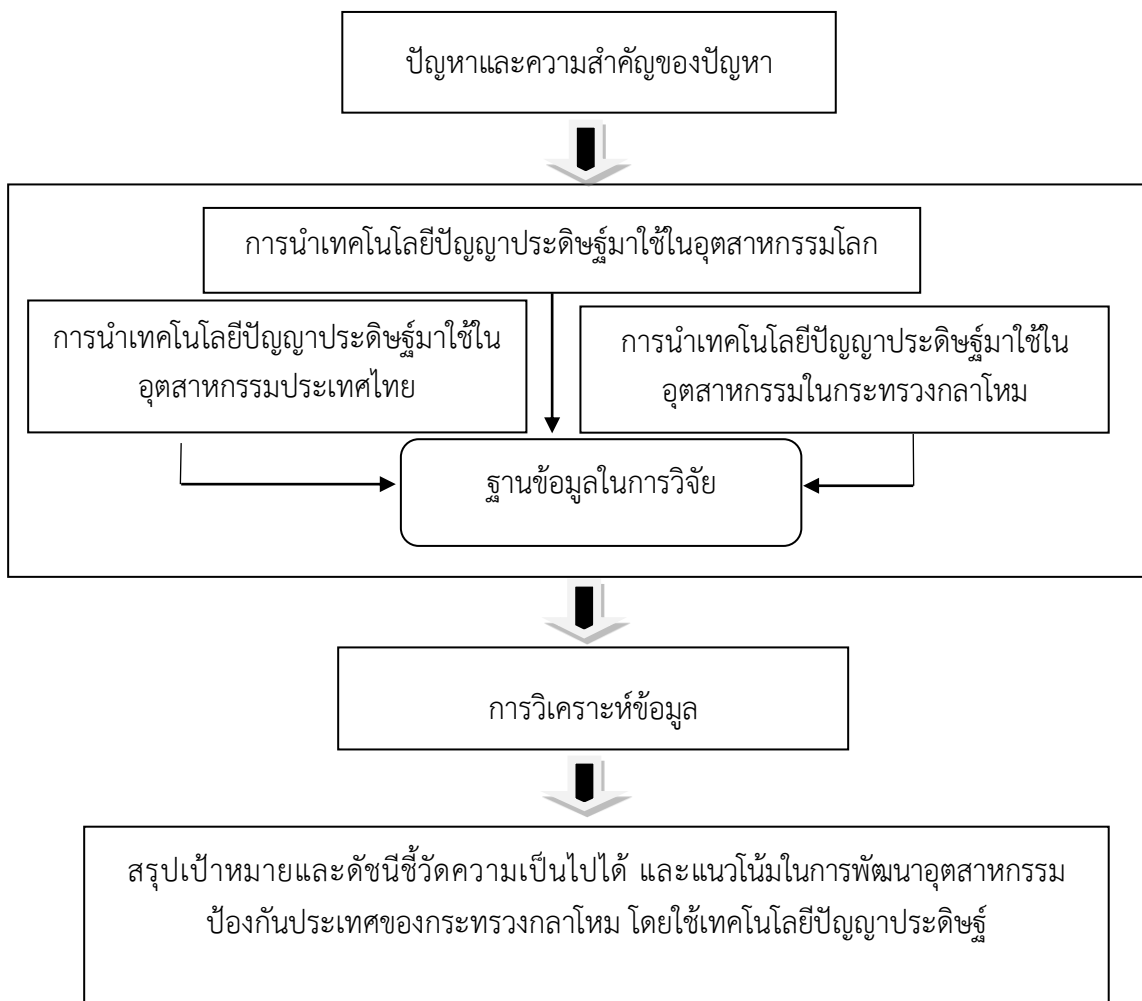 ปัญหาและความสำคัญของปัญหา
การนำเทคโนโลยีปัญญาประดิษฐ์มาใช้ในอุตสาหกรรมโลก
การนำเทคโนโลยีปัญญาประดิษฐ์มาใช้ใน
อุตสาหกรรมประเทศไทย
การนำเทคโนโลยีปัญญาประดิษฐ์มาใช้ใน
อุตสาหกรรมในกระทรวงกลาโหม
ฐานข้อมูลในการวิจัย
การวิเคราะห์ข้อมูล
สรุปเป้าหมายและดัชนีชี้วัดความเป็นไปได้ และแนวโน้มในการพัฒนาอุตสาหกรรม
ป้องกันประเทศของกระทรวงกลาโหม โดยใช้เทคโนโลยีปัญญาประดิษฐ์